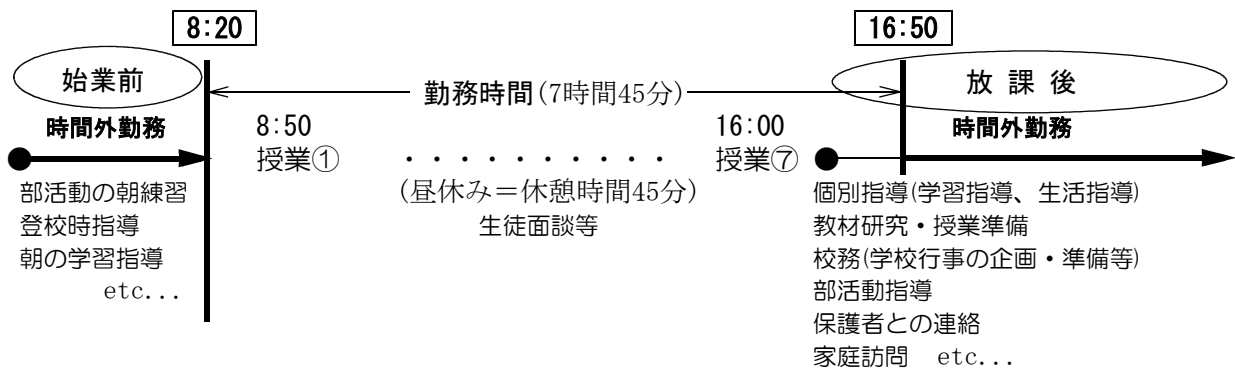 8:20
16:50
始業前
勤務時間(7時間45分)
放課後
時間外勤務
8:50
16:00
時間外勤務
授業①
・・・・・・・・・・
授業⑦
部活動の朝練習
登校時指導
朝の学習指導
etc...
(昼休み＝休憩時間45分)
生徒面談等
個別指導(学習指導、生活指導)
教材研究・授業準備
校務(学校行事の企画・準備等)
部活動指導
保護者との連絡
家庭訪問 etc...